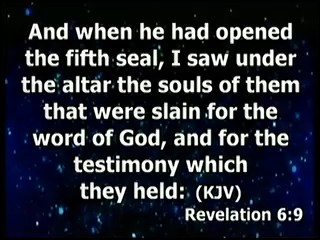 And when he had opened
the fifth seal, I saw under
the altar the souls of them
that were slain for the
word of God, and for the
testimony which
they held: (KJV)
Revelation 6:9